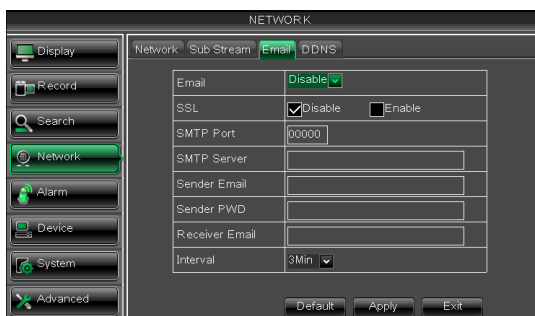 NETWORK
Display
Record
Search
Network
Alarm
Device
System
Advanced
Network Sub Stream Email DDNS
Email Disable
SSL Disable Enable
SMTP Port 00000
SMTP Server
Sender Email
Sender PWD
Receiver Email
Interval 3Min
Default Apply Exit